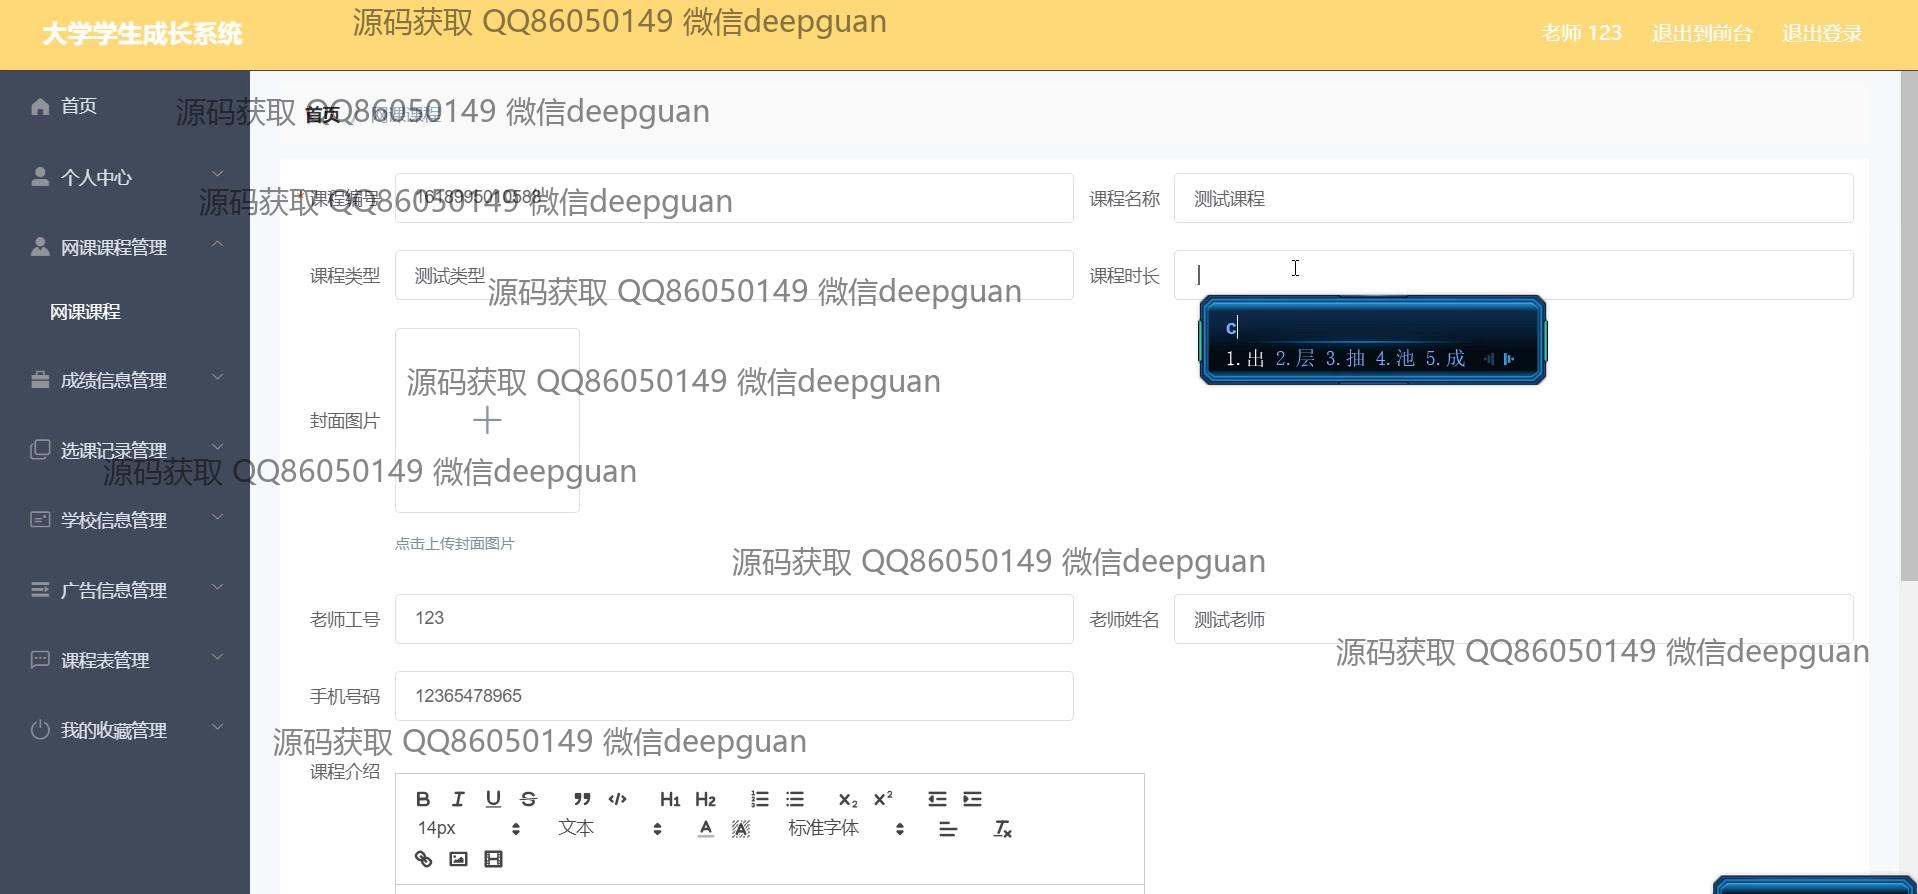 大学学生成长系统
源码获取 QQ86050149 微信deepguan
老师 123 退出到前台 退出登录
首页
源码获取 QQ86050149 微信deepguan
首页 / 网课课程
个人中心
* 课程编号 1618995010588
课程名称 测试课程
源码获取 QQ86050149 微信deepguan
网课课程管理
课程类型 测试类型
课程时长
源码获取 QQ86050149 微信deepguan
网课课程
c
1.出 2.层 3.抽 4.池 5.成
成绩信息管理
源码获取 QQ86050149 微信deepguan
封面图片
选课记录管理
源码获取 QQ86050149 微信deepguan
学校信息管理
点击上传封面图片
源码获取 QQ86050149 微信deepguan
广告信息管理
老师工号 123
老师姓名 测试老师
源码获取 QQ86050149 微信deepguan
课程表管理
手机号码 12365478965
我的收藏管理
源码获取 QQ86050149 微信deepguan
课程介绍
B I U S H1 H2 x2 x2
14px 文本 A A 标准字体 Tx